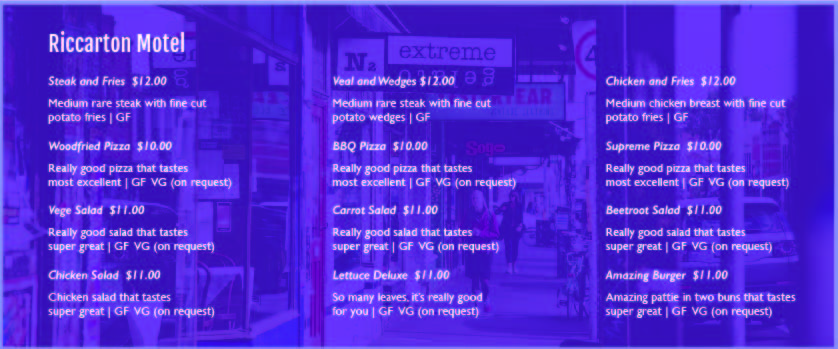 Riccarton Motel
Steak and Fries $12.00
Medium rare steak with fine cut
potato fries | GF
Woodfried Pizza $10.00
Really good pizza that tastes
most excellent | GF VG (on request)
Vege Salad $11.00
Really good salad that tastes
super great | GF VG (on request)
Chicken Salad $11.00
Chicken salad that tastes
super great | GF VG (on request)
Veal and Wedges $12.00
Medium rare steak with fine cut
potato wedges | GF
BBQ Pizza $10.00
Really good pizza that tastes
most excellent | GF VG (on request)
Carrot Salad $11.00
Really good salad that tastes
super great | GF VG (on request)
Lettuce Deluxe $11.00
So many leaves, it's really good
for you | GF VG (on request)
Chicken and Fries $12.00
Medium chicken breast with fine cut
potato fries | GF
Supreme Pizza $10.00
Really good pizza that tastes
most excellent | GF VG (on request)
Beetroot Salad $11.00
Really good salad that tastes
super great | GF VG (on request)
Amazing Burger $11.00
Amazing pattie in two buns that tastes
super great | GF VG (on request)
N2
extreme